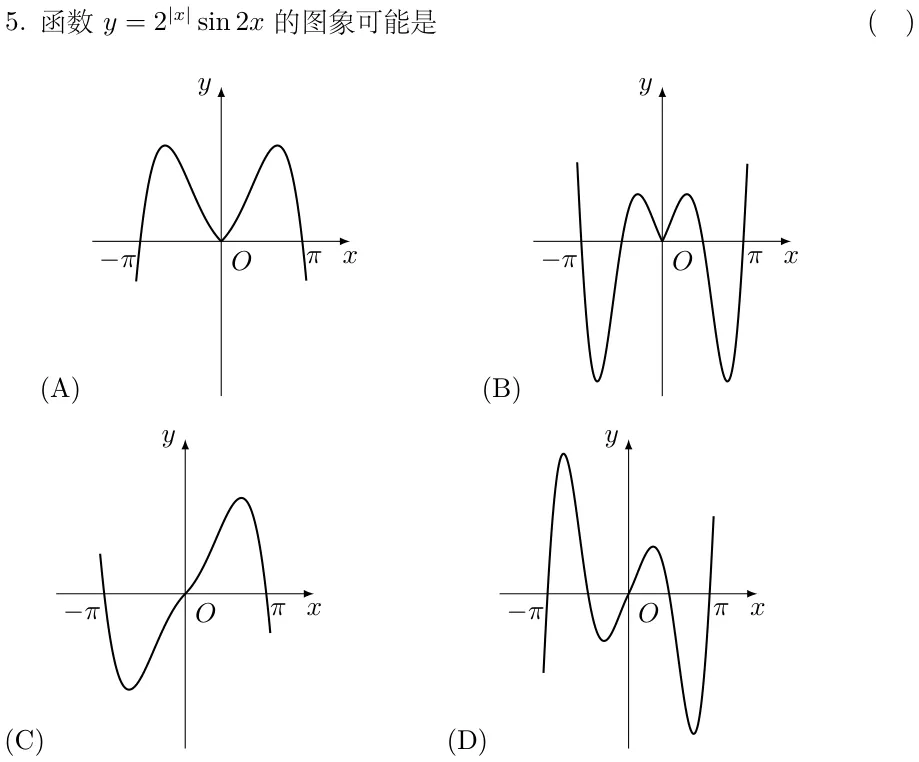 5. 函数 y = 2^{|x|} sin 2x 的图象可能是 ( )
y y
−π O π x −π O π x
(A) (B)
y y
−π O π x −π O π x
(C) (D)